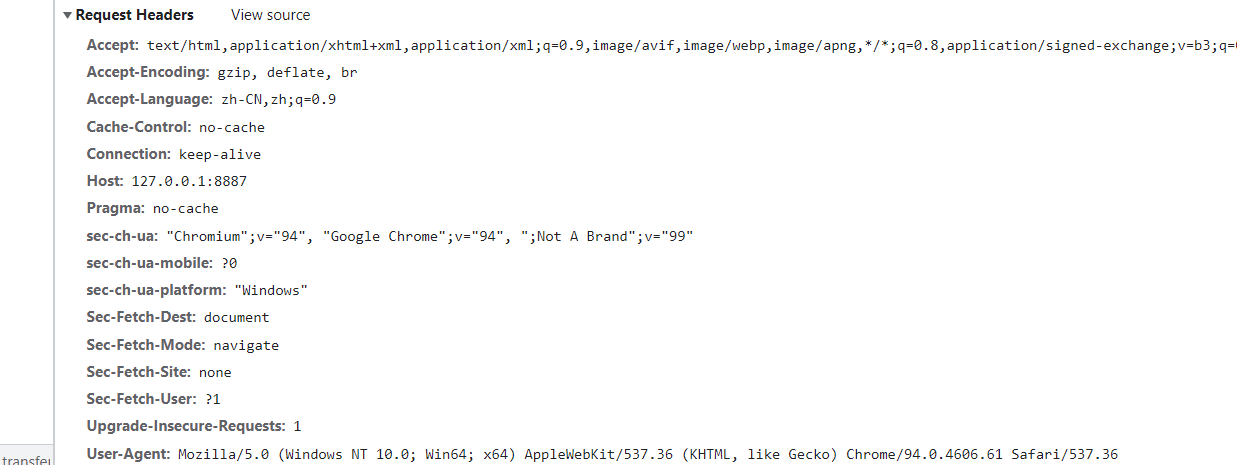 Request Headers View source
Accept: text/html,application/xhtml+xml,application/xml;q=0.9,image/avif,image/webp,image/apng,*/*;q=0.8,application/signed-exchange;v=b3;q=
Accept-Encoding: gzip, deflate, br
Accept-Language: zh-CN,zh;q=0.9
Cache-Control: no-cache
Connection: keep-alive
Host: 127.0.0.1:8887
Pragma: no-cache
sec-ch-ua: "Chromium";v="94", "Google Chrome";v="94", ";Not A Brand";v="99"
sec-ch-ua-mobile: ?0
sec-ch-ua-platform: "Windows"
Sec-Fetch-Dest: document
Sec-Fetch-Mode: navigate
Sec-Fetch-Site: none
Sec-Fetch-User: ?1
Upgrade-Insecure-Requests: 1
User-Agent: Mozilla/5.0 (Windows NT 10.0; Win64; x64) AppleWebKit/537.36 (KHTML, like Gecko) Chrome/94.0.4606.61 Safari/537.36